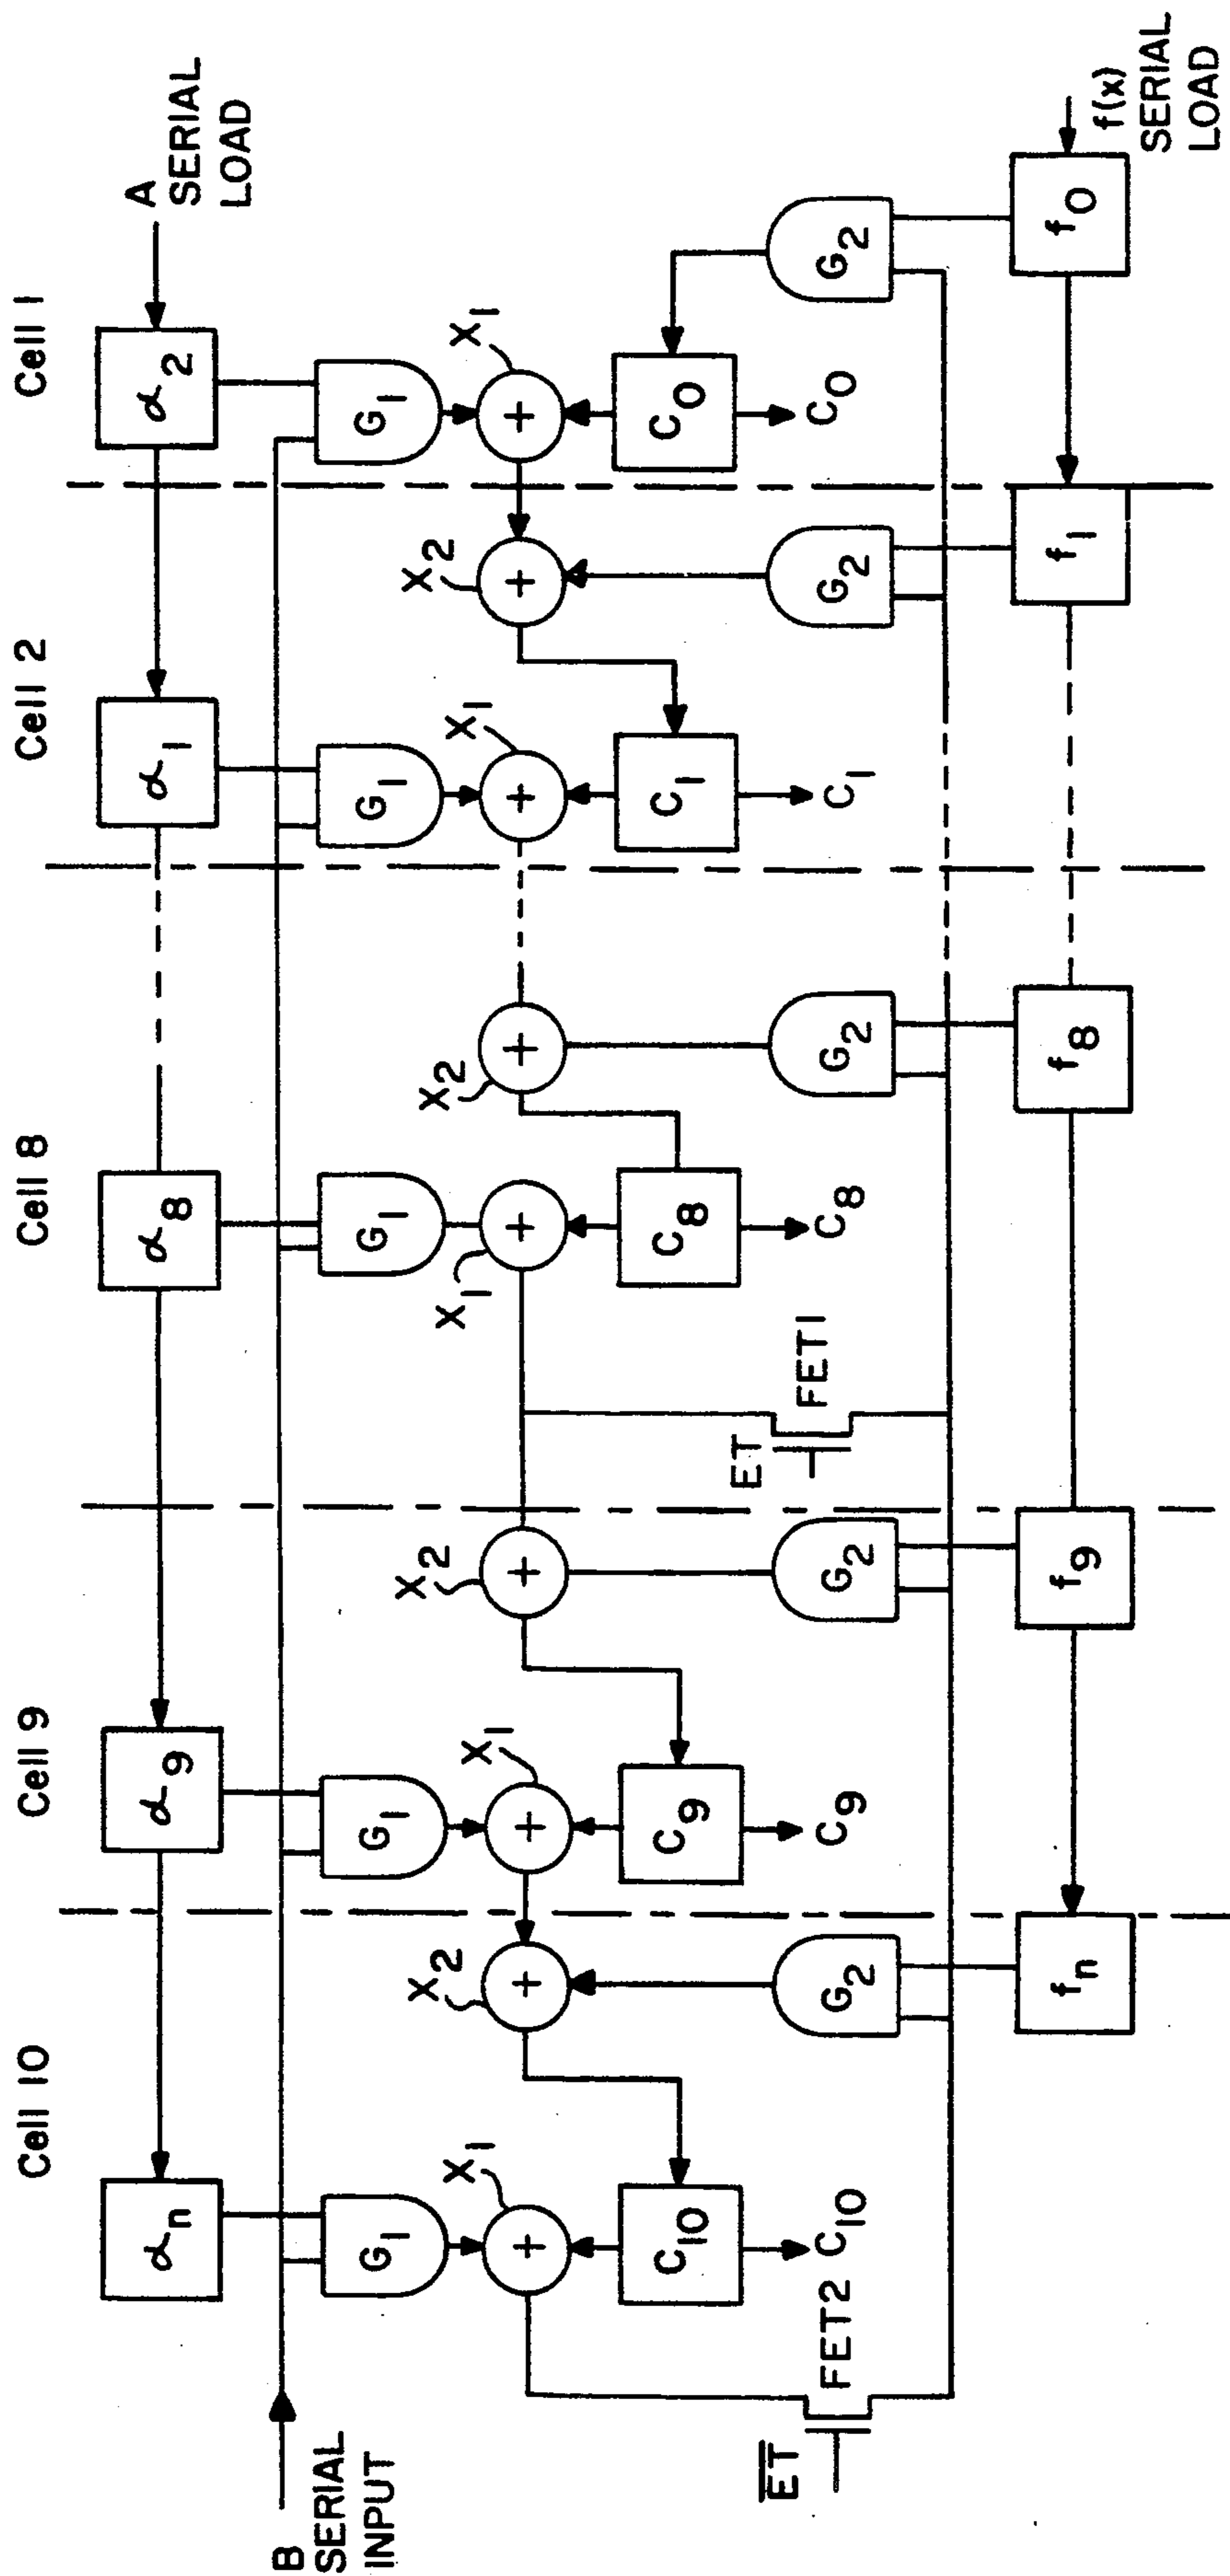 Cell 10
Cell 9
Cell 8
Cell 2
Cell 1
αn
α9
α8
α1
α2
A
SERIAL
LOAD
B
SERIAL
INPUT
G1
G1
G1
G1
G1
X1
X2
X1
X2
X1
X2
X1
X2
X1
+
+
+
+
+
+
+
+
+
C10
C9
C8
C1
C0
C10
C9
C8
C1
C0
ET
FET2
ET
FET1
G2
G2
G2
G2
G2
fn
f9
f8
f1
f0
f(x)
SERIAL
LOAD